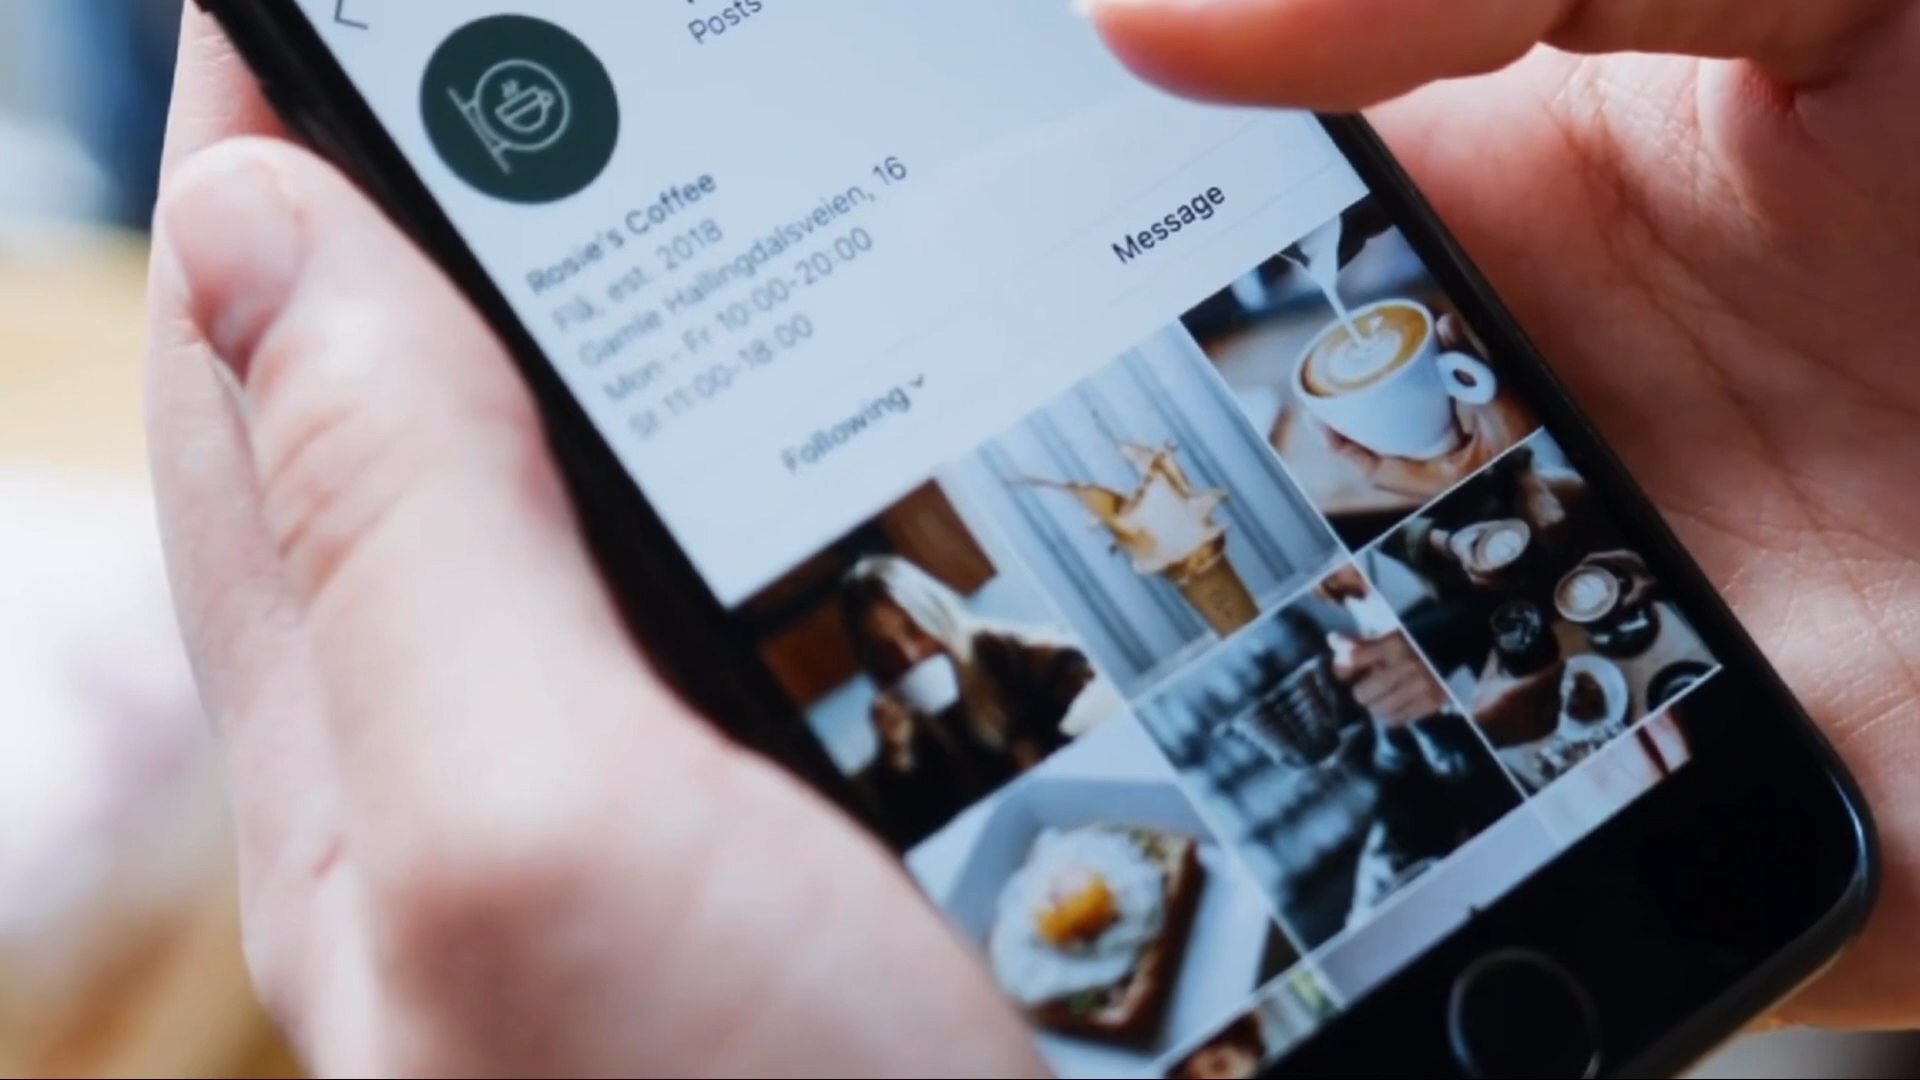 Posts
Rosie's Coffee
Flå, est. 2018
Gamle Hallingdalsveien, 16
Mon - Fr 10:00-20:00
St 11:00-18:00
Following
Message